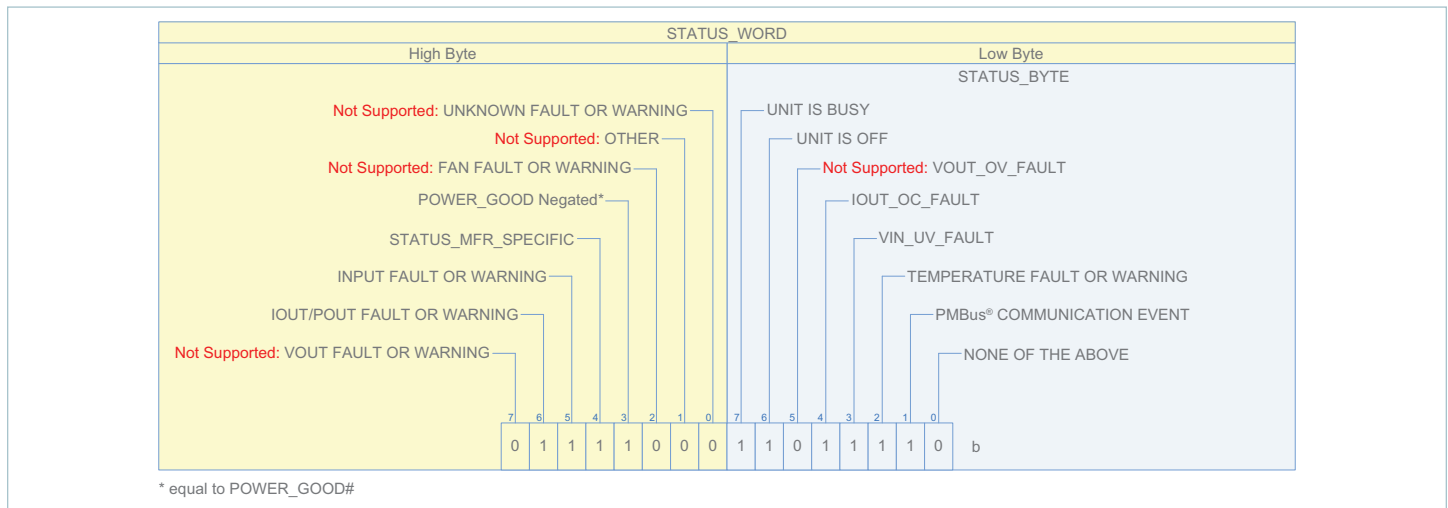 STATUS_WORD
High Byte
Low Byte
STATUS_BYTE
Not Supported: UNKNOWN FAULT OR WARNING
UNIT IS BUSY
Not Supported: OTHER
UNIT IS OFF
Not Supported: FAN FAULT OR WARNING
Not Supported: VOUT_OV_FAULT
POWER_GOOD Negated*
IOUT_OC_FAULT
STATUS_MFR_SPECIFIC
VIN_UV_FAULT
INPUT FAULT OR WARNING
TEMPERATURE FAULT OR WARNING
IOUT/POUT FAULT OR WARNING
PMBus® COMMUNICATION EVENT
Not Supported: VOUT FAULT OR WARNING
NONE OF THE ABOVE
7 6 5 4 3 2 1 0 7 6 5 4 3 2 1 0
0 1 1 1 1 0 0 0 1 1 0 1 1 1 1 0 b
* equal to POWER_GOOD#